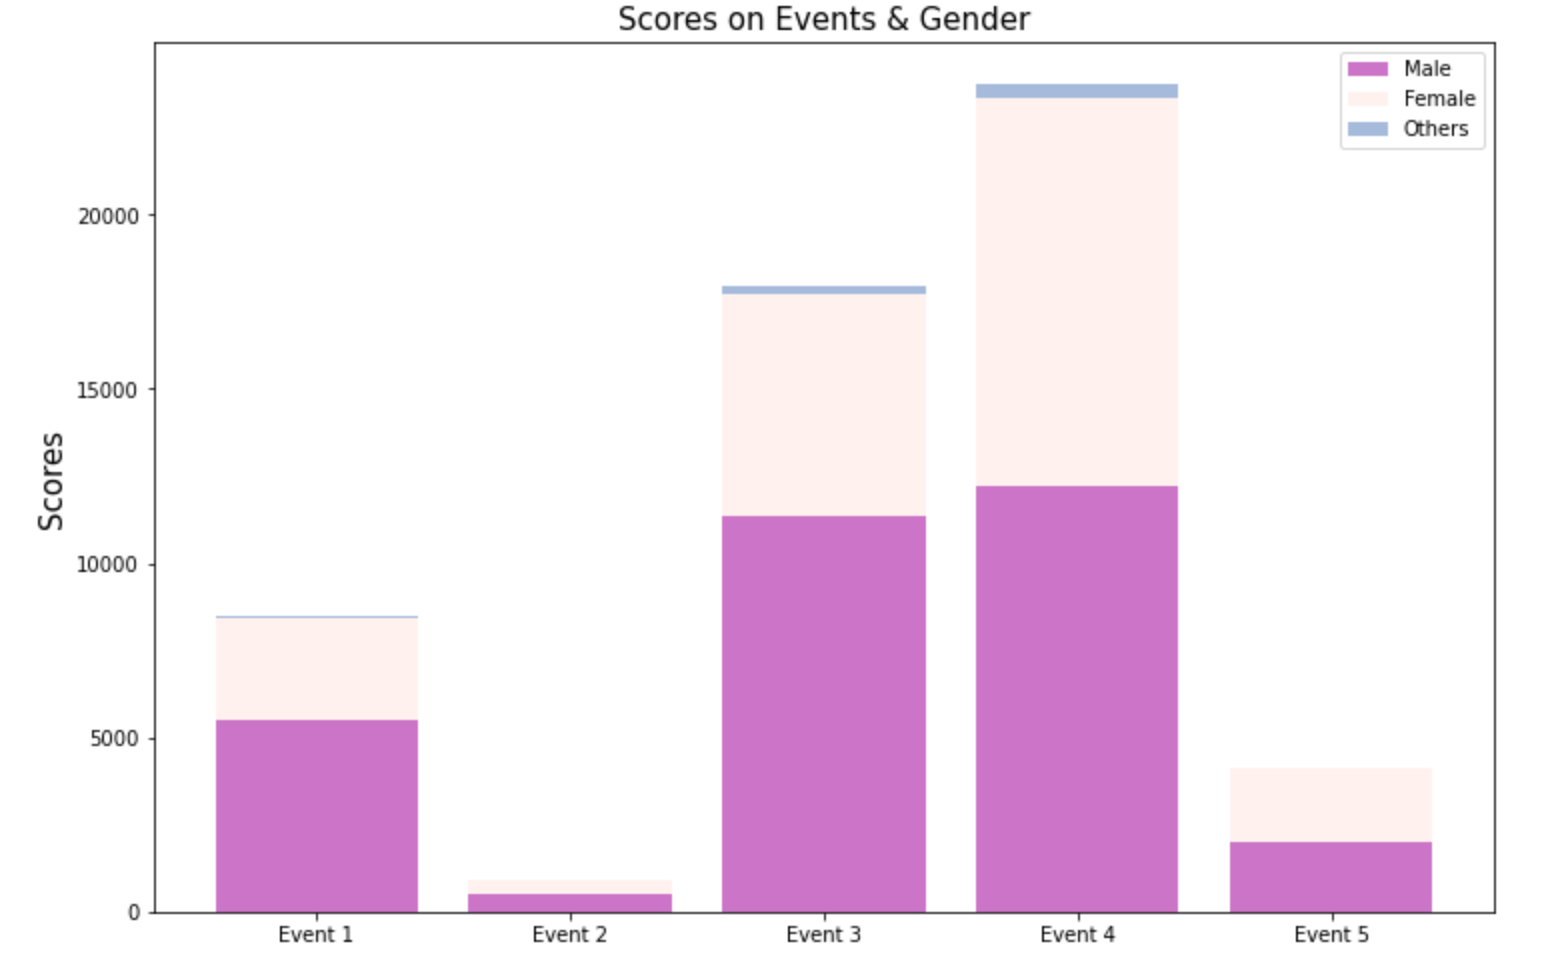 Scores on Events & Gender
Male
Female
Others
Scores
20000
15000
10000
5000
0
Event 1
Event 2
Event 3
Event 4
Event 5